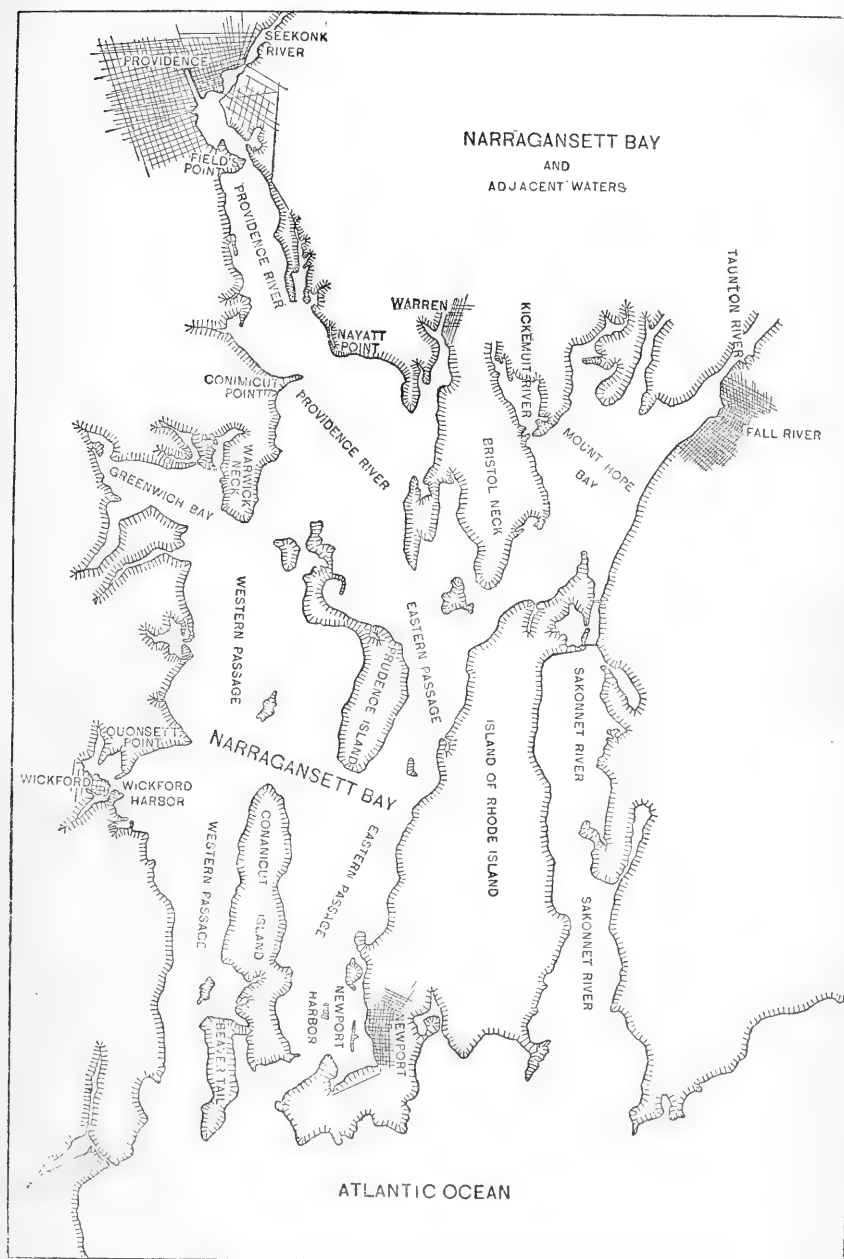 SEEKONK
RIVER
PROVIDENCE
NARRAGANSETT BAY
AND
ADJACENT WATERS
FIELD'S
POINT
PROVIDENCE RIVER
TAUNTON RIVER
WARREN
KICKEMUIT RIVER
NAYATT
POINT
CONIMICUT
POINT
PROVIDENCE RIVER
FALL RIVER
MOUNT HOPE
BAY
WARWICK
NECK
BRISTOL NECK
GREENWICH BAY
WESTERN PASSAGE
EASTERN PASSAGE
PRUDENCE ISLAND
SAKONNET RIVER
ISLAND OF RHODE ISLAND
QUONSETT
POINT
NARRAGANSETT BAY
WICKFORD
WICKFORD
HARBOR
CONANICUT
ISLAND
WESTERN PASSAGE
EASTERN PASSAGE
SAKONNET RIVER
NEWPORT
HARBOR
NEWPORT
BEAVER TAIL
ATLANTIC OCEAN